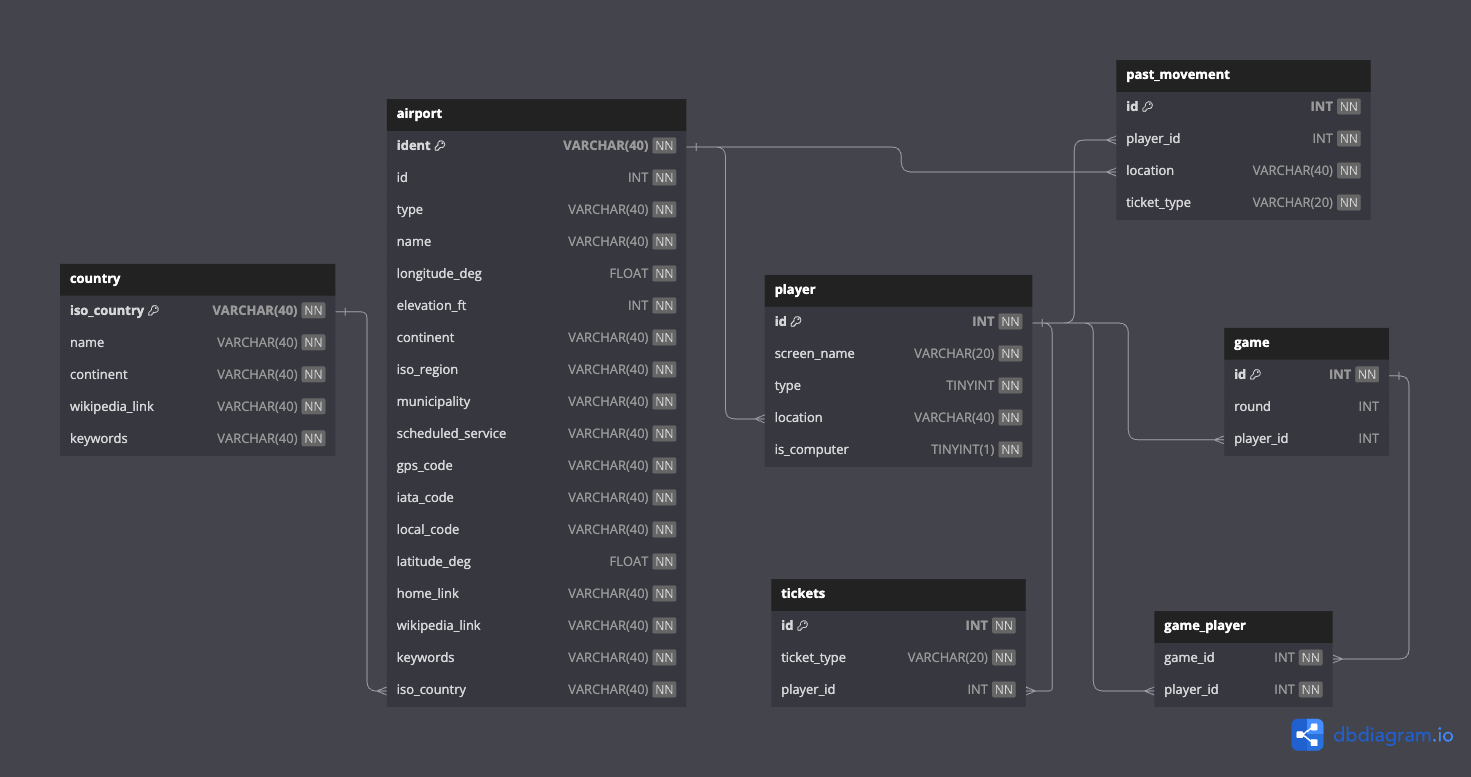 country
iso_country VARCHAR(40) NN
name VARCHAR(40) NN
continent VARCHAR(40) NN
wikipedia_link VARCHAR(40) NN
keywords VARCHAR(40) NN
airport
ident VARCHAR(40) NN
id INT NN
type VARCHAR(40) NN
name VARCHAR(40) NN
longitude_deg FLOAT NN
elevation_ft INT NN
continent VARCHAR(40) NN
iso_region VARCHAR(40) NN
municipality VARCHAR(40) NN
scheduled_service VARCHAR(40) NN
gps_code VARCHAR(40) NN
iata_code VARCHAR(40) NN
local_code VARCHAR(40) NN
latitude_deg FLOAT NN
home_link VARCHAR(40) NN
wikipedia_link VARCHAR(40) NN
keywords VARCHAR(40) NN
iso_country VARCHAR(40) NN
player
id INT NN
screen_name VARCHAR(20) NN
type TINYINT NN
location VARCHAR(40) NN
is_computer TINYINT(1) NN
tickets
id INT NN
ticket_type VARCHAR(20) NN
player_id INT NN
past_movement
id INT NN
player_id INT NN
location VARCHAR(40) NN
ticket_type VARCHAR(20) NN
game
id INT NN
round INT
player_id INT
game_player
game_id INT NN
player_id INT NN
dbdiagram.io